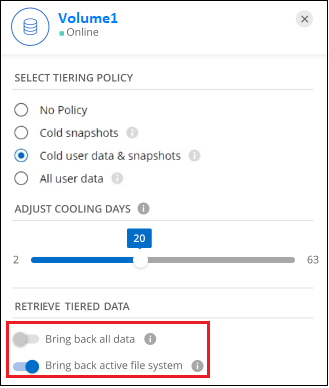 Volume1
Online
SELECT TIERING POLICY
No Policy
Cold snapshots
Cold user data & snapshots
All user data
ADJUST COOLING DAYS
20
2 63
RETRIEVE TIERED DATA
Bring back all data
Bring back active file system